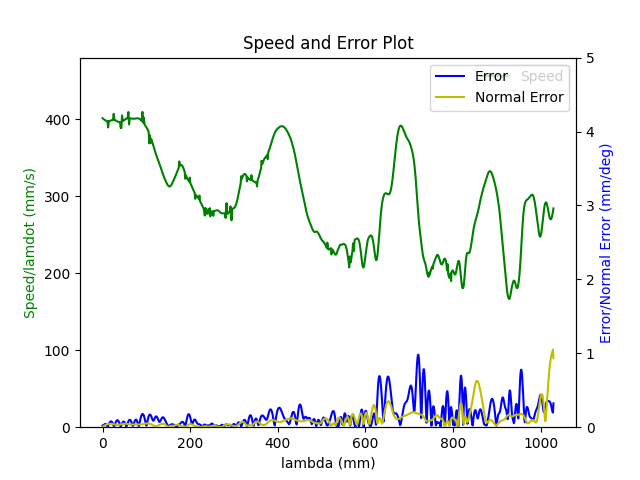 Speed and Error Plot
Error Speed
Normal Error
Speed/lamdot (mm/s)
400
300
200
100
0
5
4
3
2
1
0
Error/Normal Error (mm/deg)
0 200 400 600 800 1000
lambda (mm)